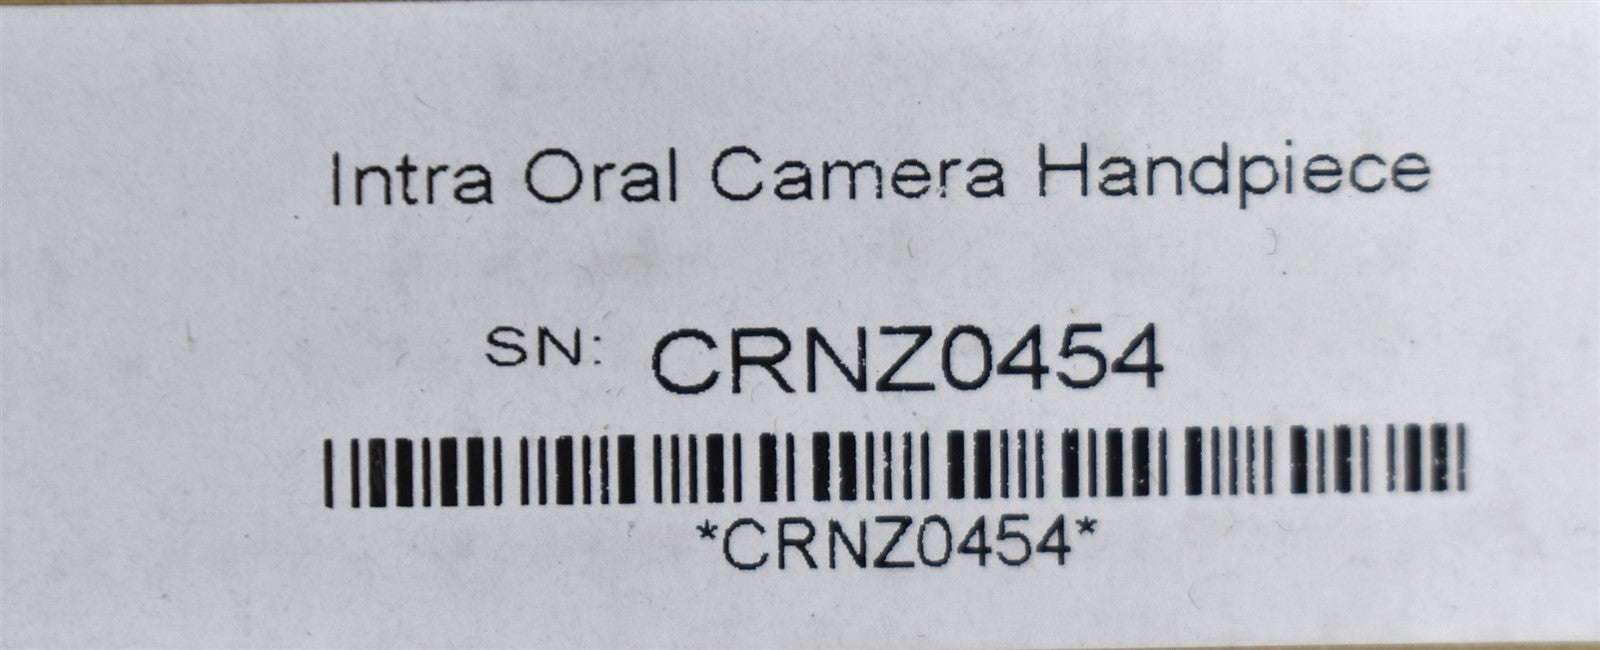 Intra Oral Camera Handpiece
SN: CRNZ0454
*CRNZ0454*